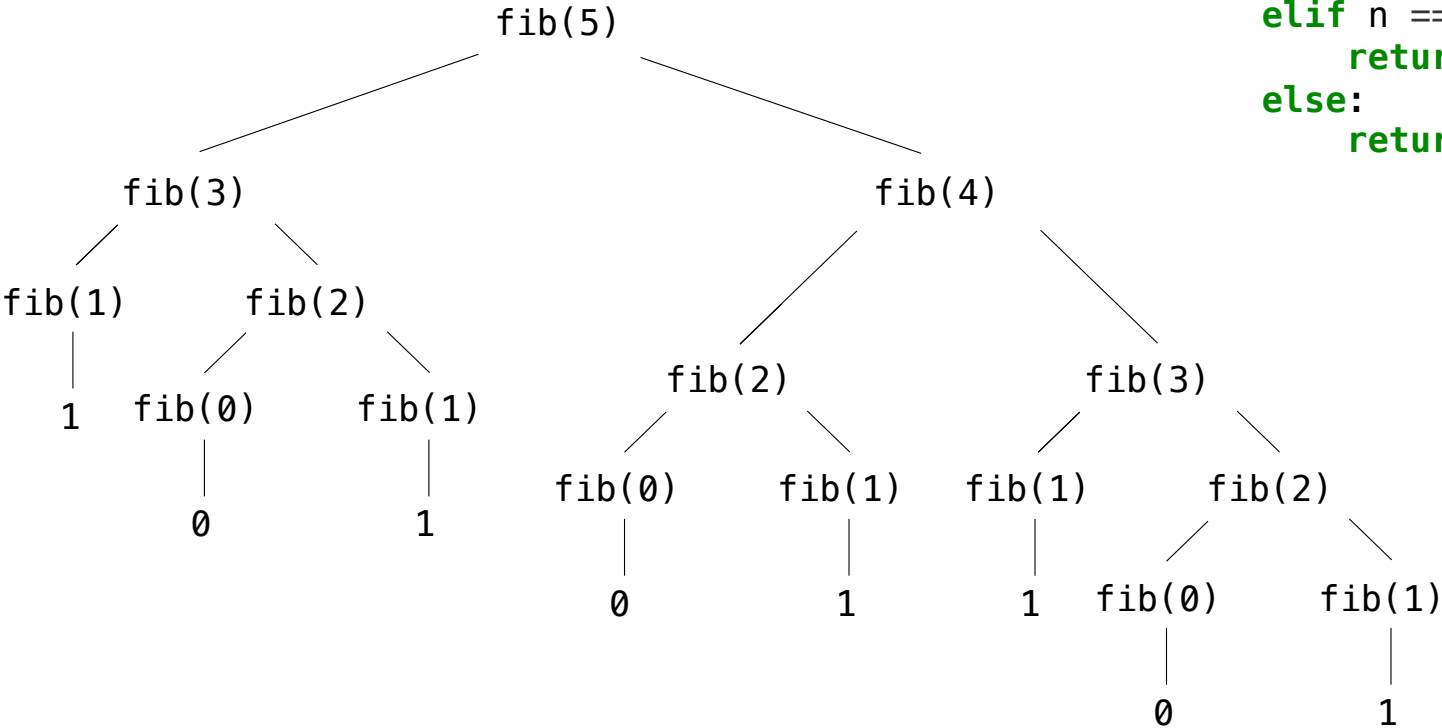 fib(5)
elif n ==
else:
fib(3) fib(4)
fib(1) fib(2)
fib(2) fib(3)
1 fib(0) fib(1)
fib(0) fib(1) fib(1) fib(2)
0 1
0 1 1 fib(0) fib(1)
0 1